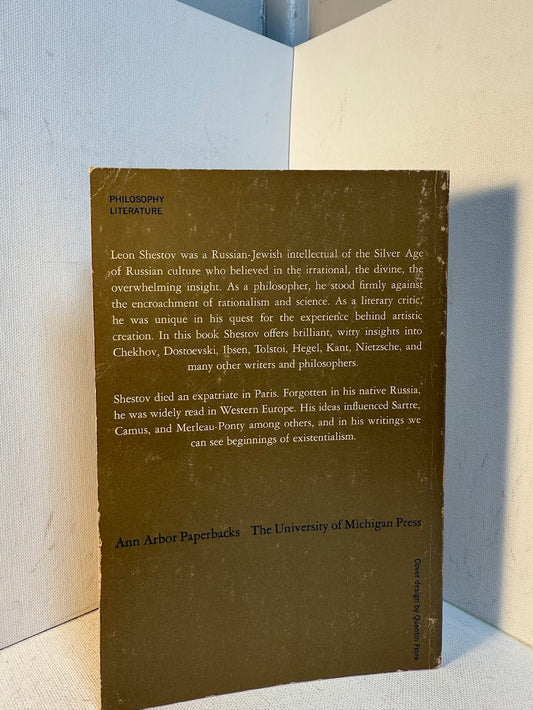 PHILOSOPHY
LITERATURE
Leon Shestov was a Russian-Jewish intellectual of the Silver Age
of Russian culture who believed in the irrational, the divine, the
overwhelming insight. As a philosopher, he stood firmly against
the encroachment of rationalism and science. As a literary critic,
he was unique in his quest for the experience behind artistic
creation. In this book Shestov offers brilliant, witty insights into
Chekhov, Dostoevski, Ibsen, Tolstoi, Hegel, Kant, Nietzsche, and
many other writers and philosophers.
Shestov died an expatriate in Paris. Forgotten in his native Russia,
he was widely read in Western Europe. His ideas influenced Sartre,
Camus, and Merleau-Ponty among others, and in his writings we
can see beginnings of existentialism.
Ann Arbor Paperbacks The University of Michigan Press
Cover design by Quentin Fiore